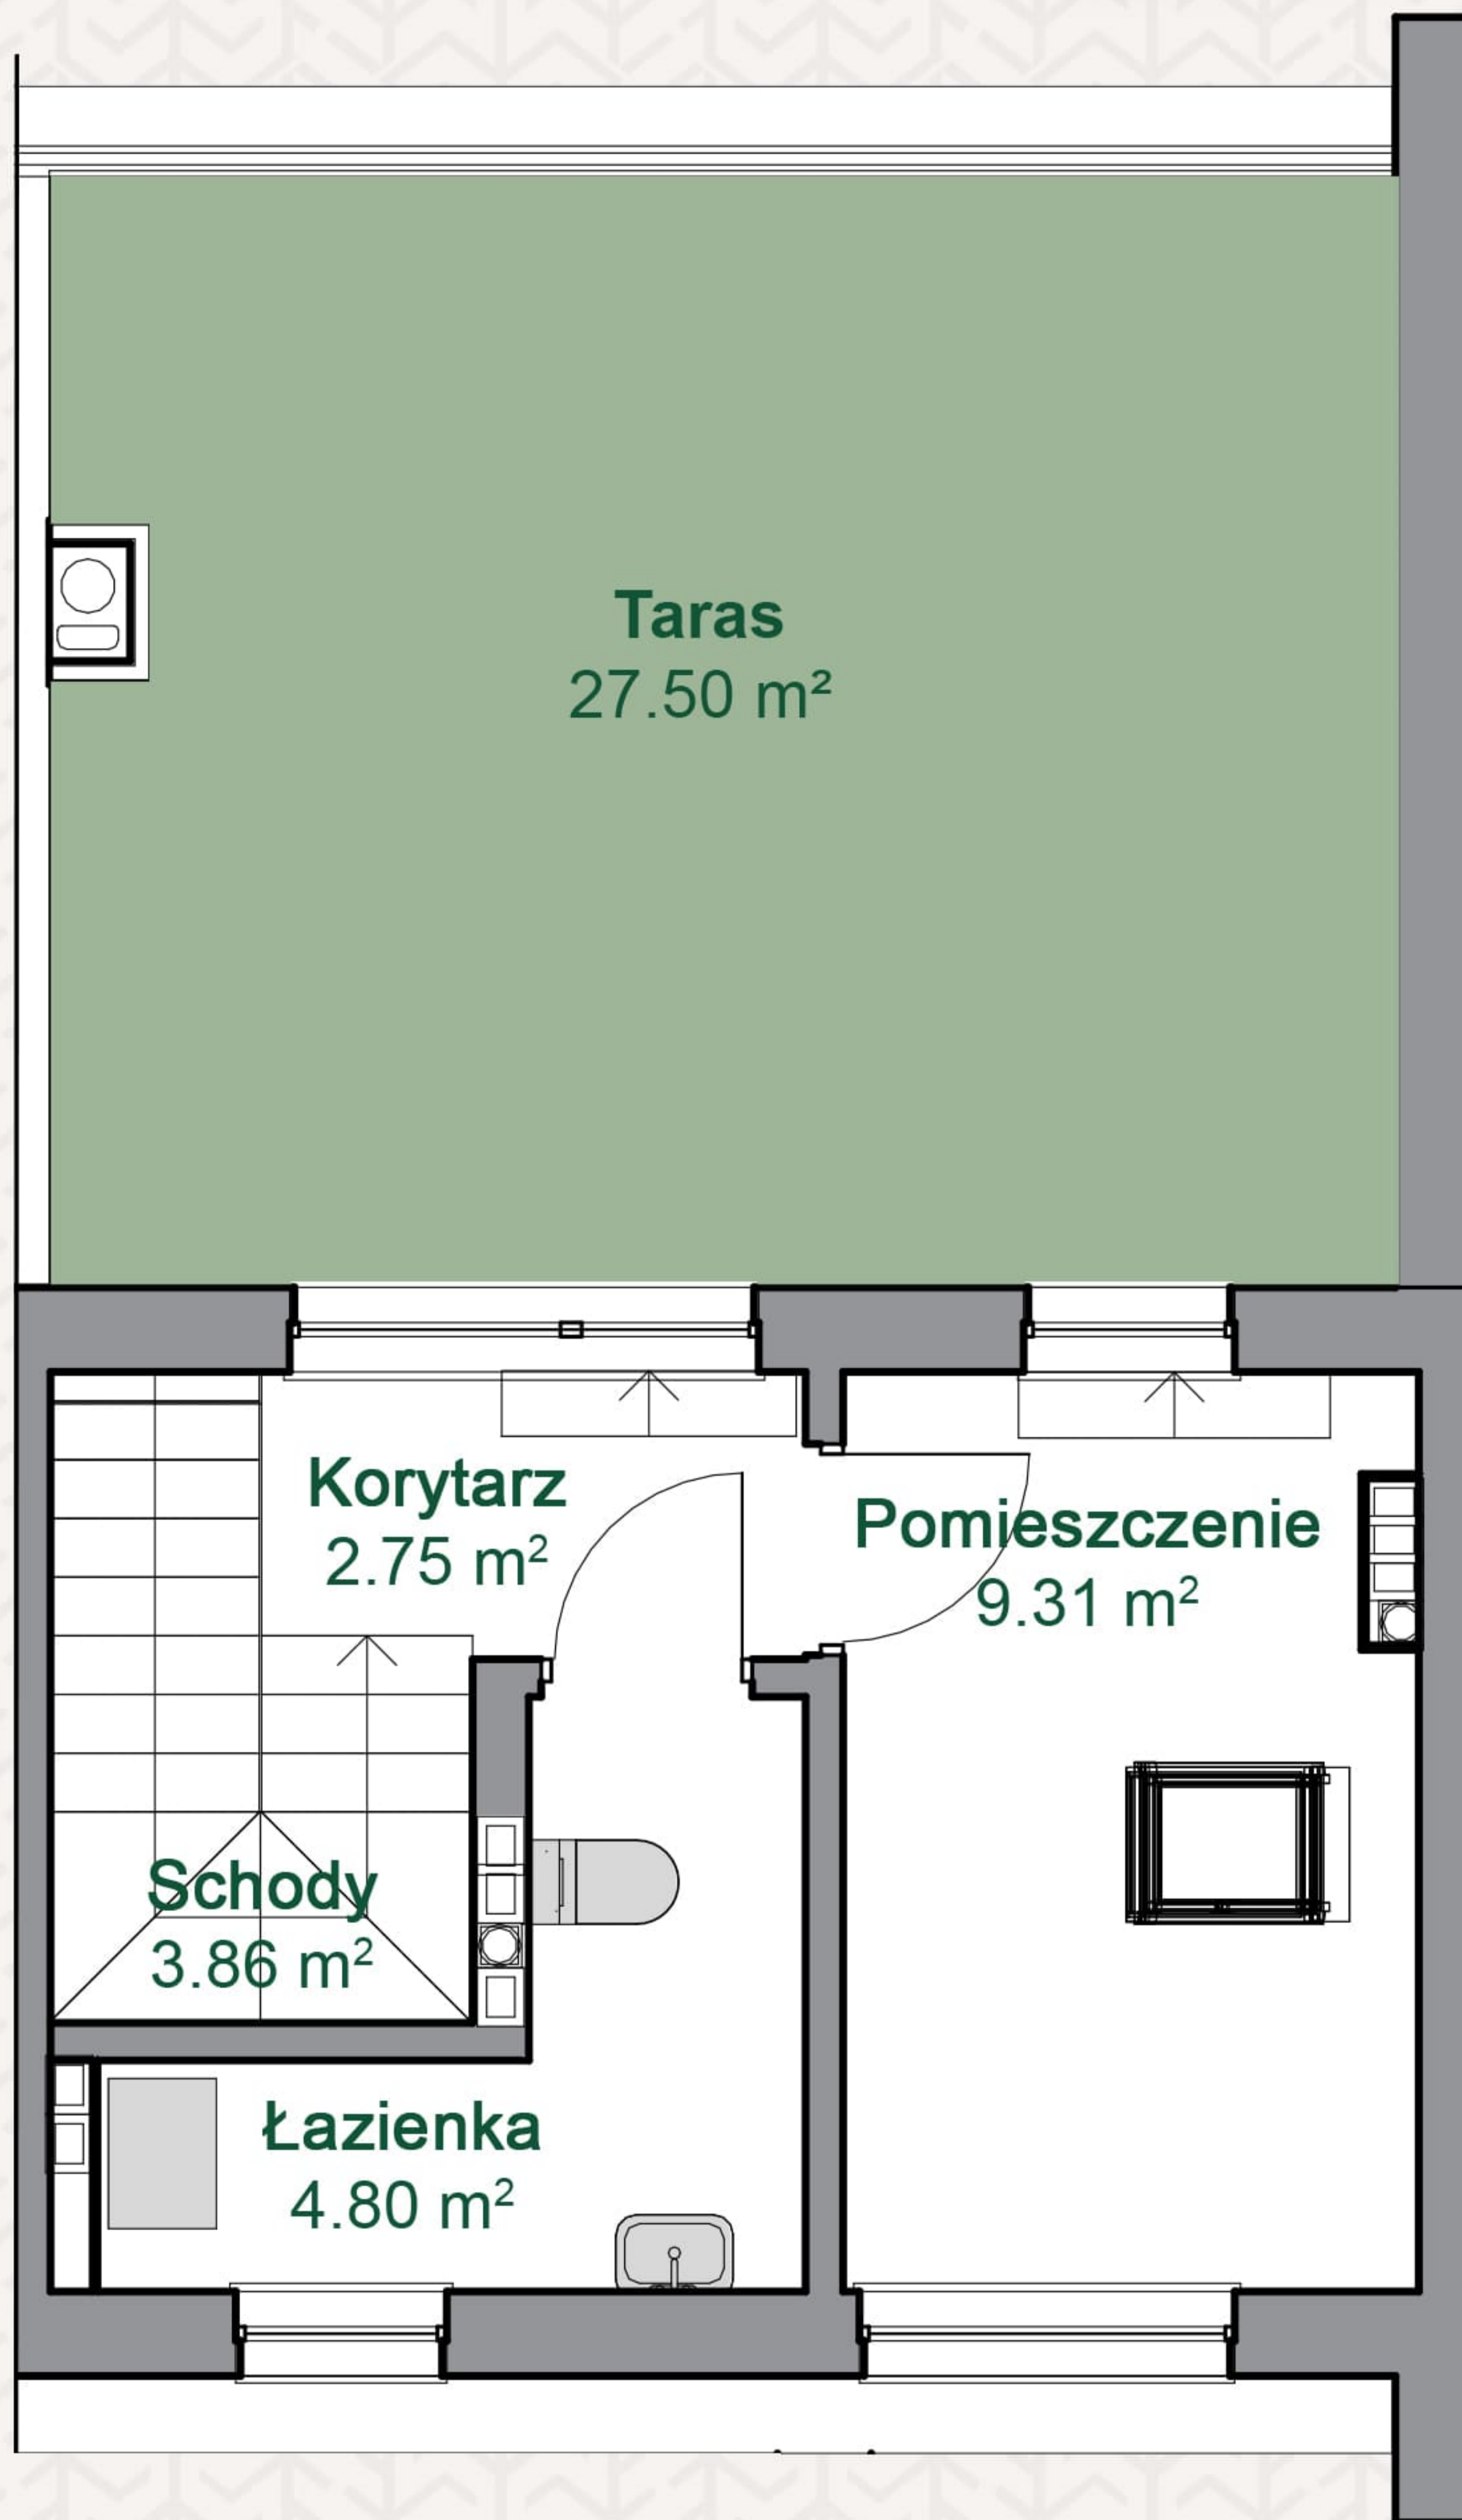 Taras
27.50 m²
Korytarz
2.75 m²
Pomieszczenie
9.31 m²
Schody
3.86 m²
Łazienka
4.80 m²